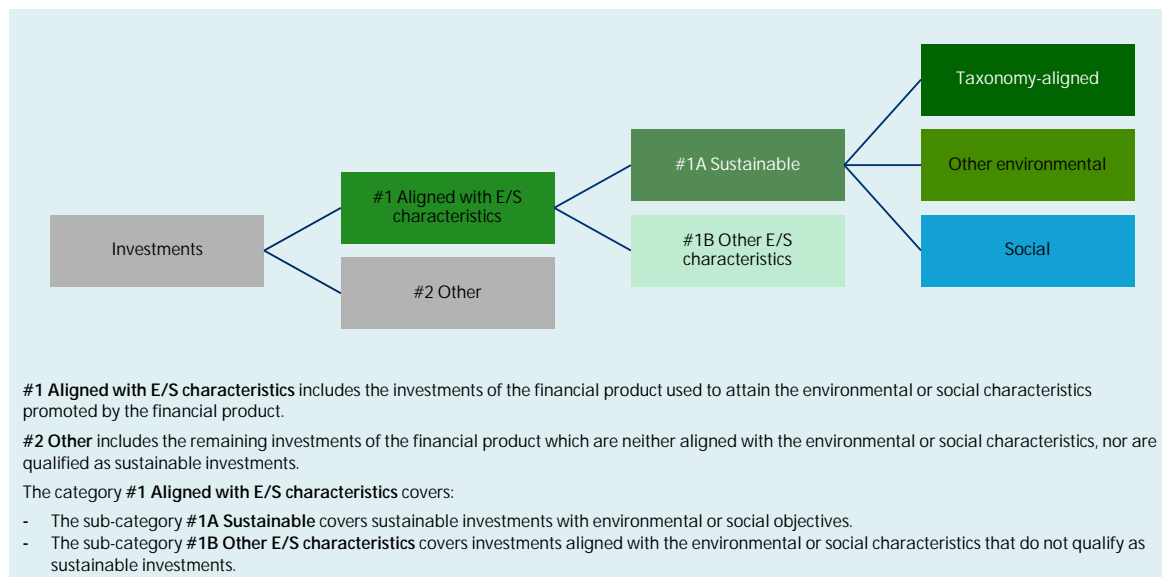 Taxonomy-aligned
#1A Sustainable
Other environmental
#1 Aligned with E/S
characteristics
Investments
#1B Other E/S
characteristics
Social
#2 Other
#1 Aligned with E/S characteristics includes the investments of the financial product used to attain the environmental or social characteristics
promoted by the financial product.
#2 Other includes the remaining investments of the financial product which are neither aligned with the environmental or social characteristics, nor are
qualified as sustainable investments.
The category #1 Aligned with E/S characteristics covers:
- The sub-category #1A Sustainable covers sustainable investments with environmental or social objectives.
- The sub-category #1B Other E/S characteristics covers investments aligned with the environmental or social characteristics that do not qualify as
sustainable investments.